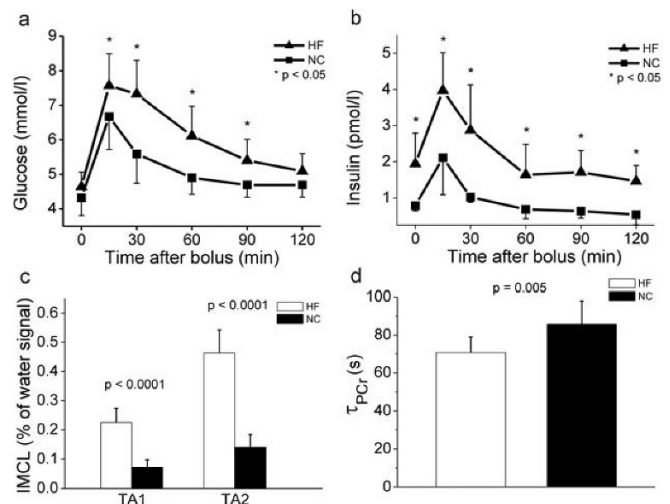 a
HF
NC
* p < 0.05
Glucose (mmol/l)
9
8
7
6
5
4
* * * *
0 30 60 90 120
Time after bolus (min)
b
HF
NC
* p < 0.05
Insulin (pmol/l)
5
4
3
2
1
* * * * * *
0 30 60 90 120
Time after bolus (min)
c
HF
NC
IMCL (% of water signal)
0.6
0.5
0.4
0.3
0.2
0.1
0.0
p < 0.0001
p < 0.0001
TA1 TA2
d
HF
NC
p = 0.005
τPCr (s)
100
80
60
40
20
0